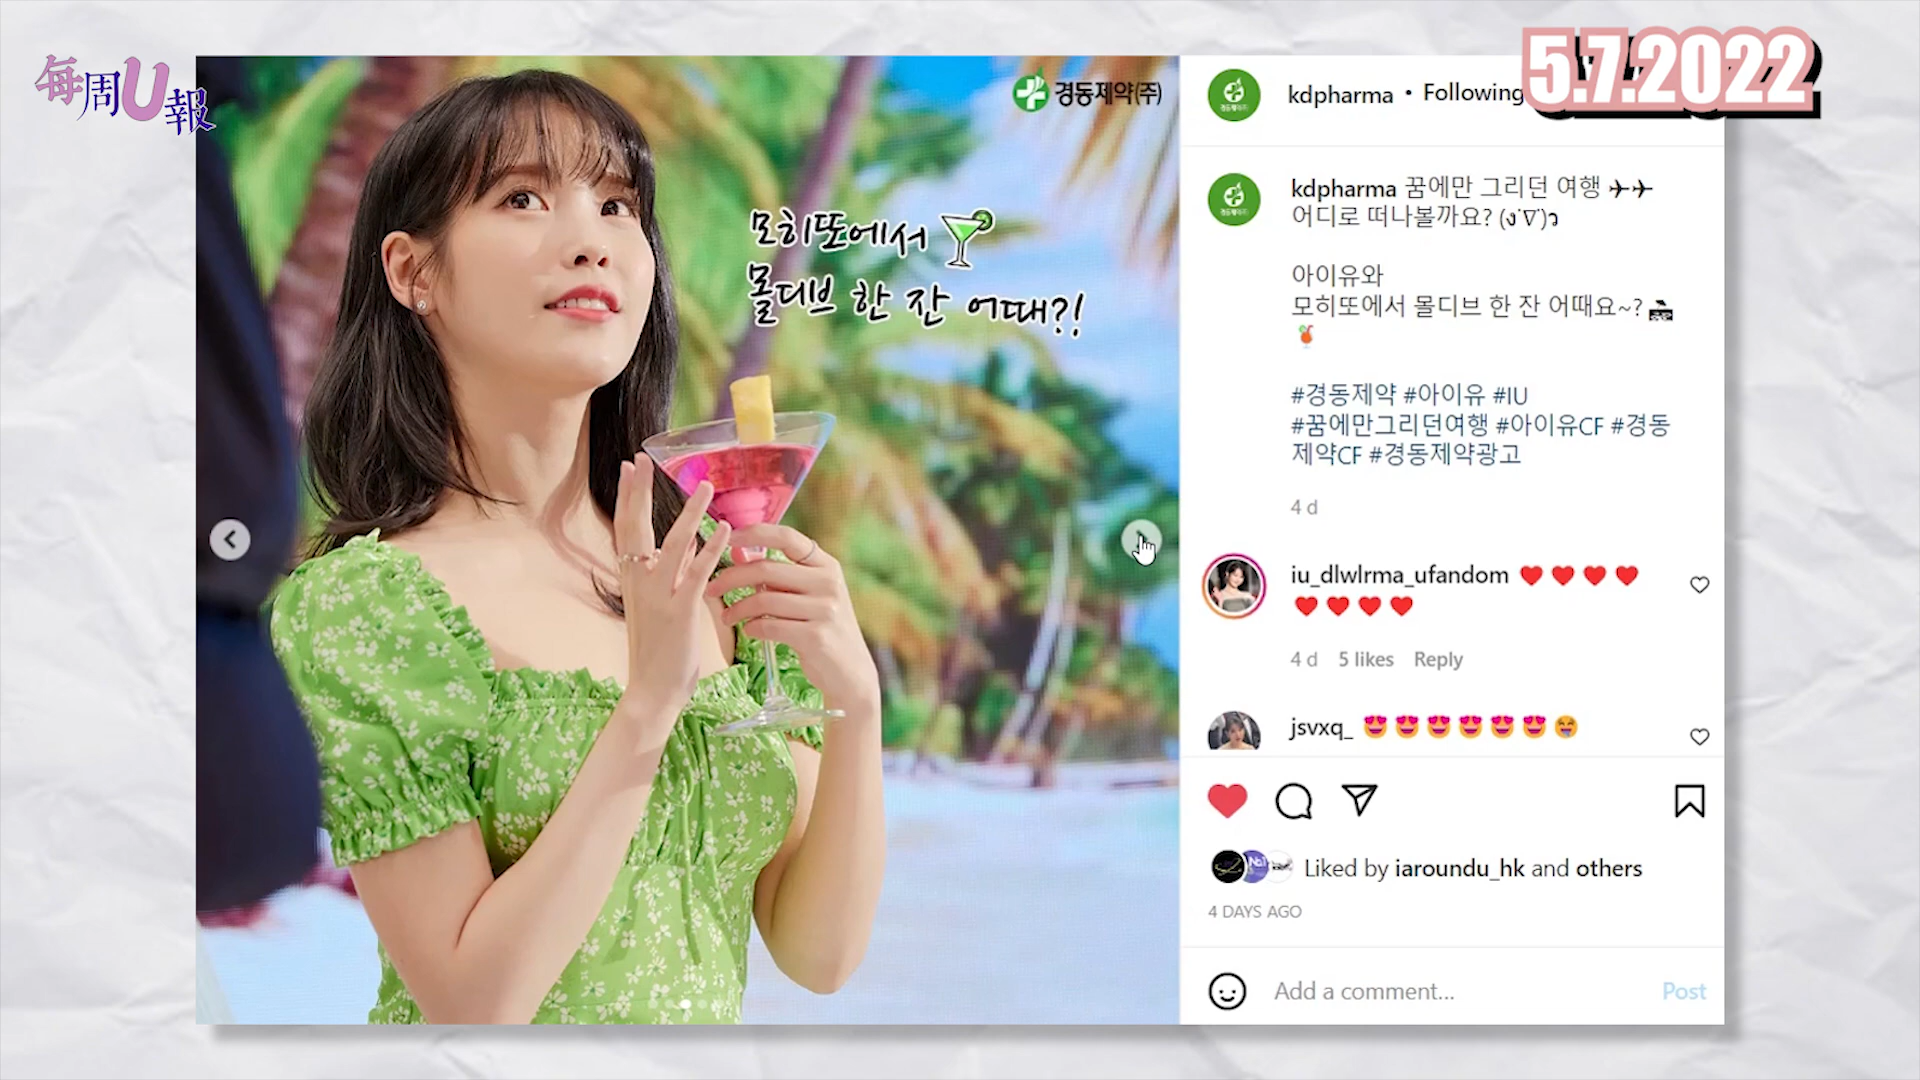 每周U報
5.7.2022
경동제약(주)
모히또에서
몰디브 한 잔 어때?!
kdpharma • Following
kdpharma 꿈에만 그리던 여행 ✈✈
어디로 떠나볼까요? (ง˙∇˙)ว
아이유와
모히또에서 몰디브 한 잔 어때요~? 🏝
🍹
#경동제약 #아이유 #IU
#꿈에만그리던여행 #아이유CF #경동
제약CF #경동제약광고
4 d
iu_dlwlrma_ufandom ♥ ♥ ♥ ♥
♥ ♥ ♥ ♥
4 d 5 likes Reply
jsvxq_ 😍😍😍😍😍😍😝
Liked by iaroundu_hk and others
4 DAYS AGO
Add a comment...
Post